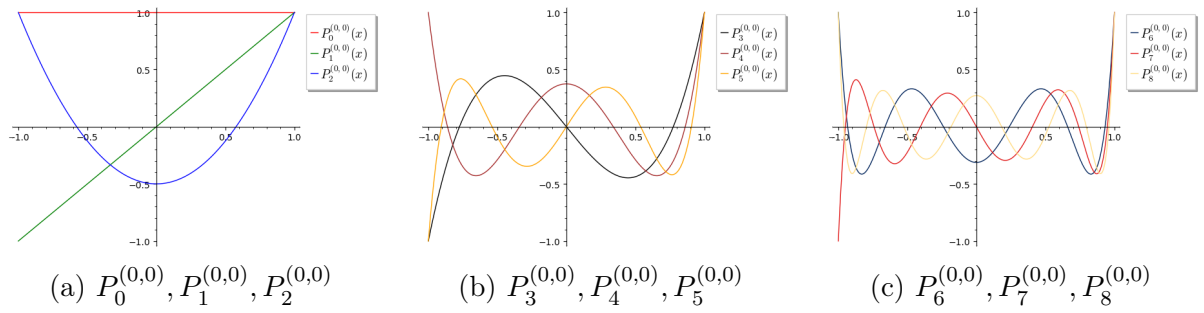 1.0
0.5
−0.5
−1.0
−1.0 −0.5 0.5 1.0
P_0^{(0, 0)}(x)
P_1^{(0, 0)}(x)
P_2^{(0, 0)}(x)
1.0
0.5
−0.5
−1.0
−1.0 −0.5 0.5 1.0
P_3^{(0, 0)}(x)
P_4^{(0, 0)}(x)
P_5^{(0, 0)}(x)
1.0
0.5
−0.5
−1.0
−1.0 −0.5 0.5 1.0
P_6^{(0, 0)}(x)
P_7^{(0, 0)}(x)
P_8^{(0, 0)}(x)
(a) P_0^{(0,0)}, P_1^{(0,0)}, P_2^{(0,0)}
(b) P_3^{(0,0)}, P_4^{(0,0)}, P_5^{(0,0)}
(c) P_6^{(0,0)}, P_7^{(0,0)}, P_8^{(0,0)}